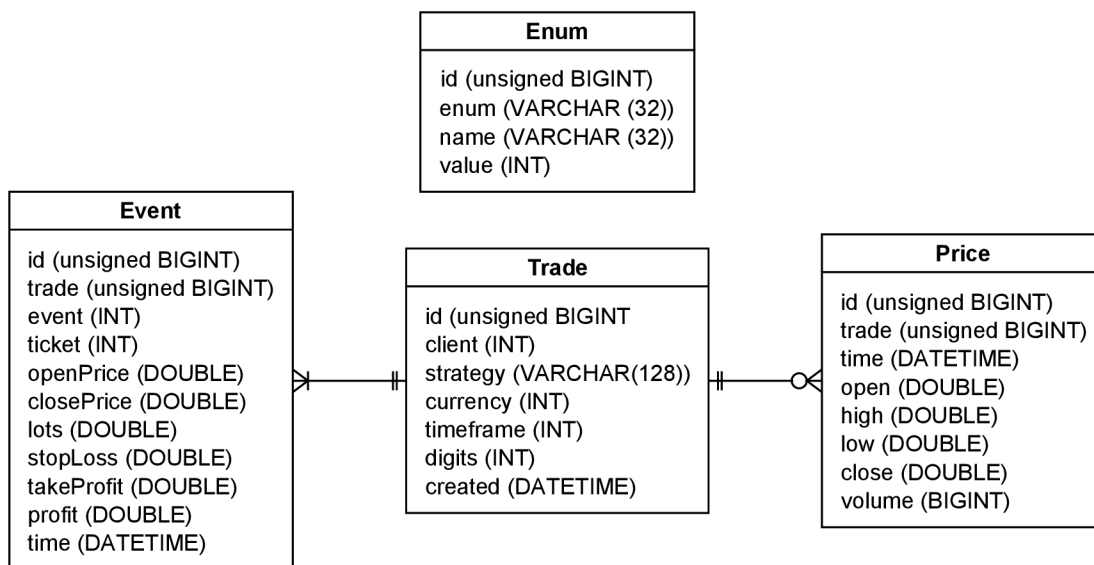 Enum
id (unsigned BIGINT)
enum (VARCHAR (32))
name (VARCHAR (32))
value (INT)
Event
id (unsigned BIGINT)
trade (unsigned BIGINT)
event (INT)
ticket (INT)
openPrice (DOUBLE)
closePrice (DOUBLE)
lots (DOUBLE)
stopLoss (DOUBLE)
takeProfit (DOUBLE)
profit (DOUBLE)
time (DATETIME)
Trade
id (unsigned BIGINT
client (INT)
strategy (VARCHAR(128))
currency (INT)
timeframe (INT)
digits (INT)
created (DATETIME)
Price
id (unsigned BIGINT)
trade (unsigned BIGINT)
time (DATETIME)
open (DOUBLE)
high (DOUBLE)
low (DOUBLE)
close (DOUBLE)
volume (BIGINT)